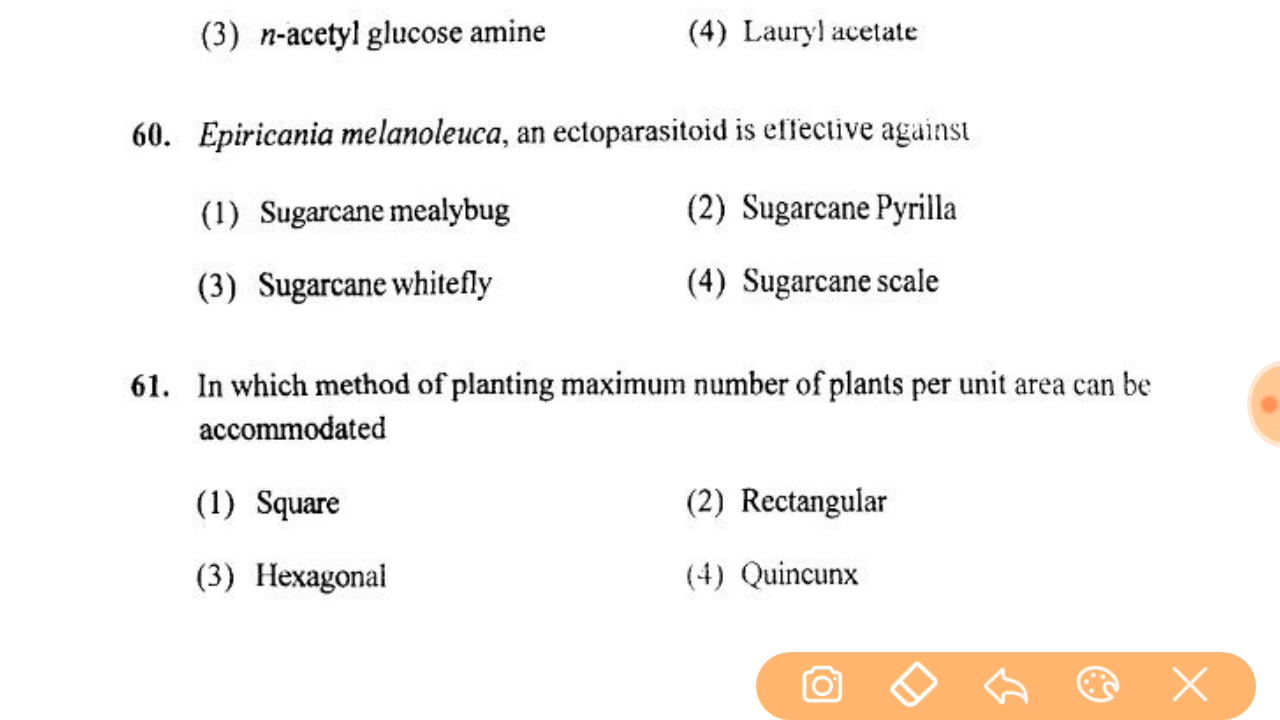 (3) n-acetyl glucose amine (4) Lauryl acetate
60. Epiricania melanoleuca, an ectoparasitoid is effective against
(1) Sugarcane mealybug (2) Sugarcane Pyrilla
(3) Sugarcane whitefly (4) Sugarcane scale
61. In which method of planting maximum number of plants per unit area can be
accommodated
(1) Square (2) Rectangular
(3) Hexagonal (4) Quincunx